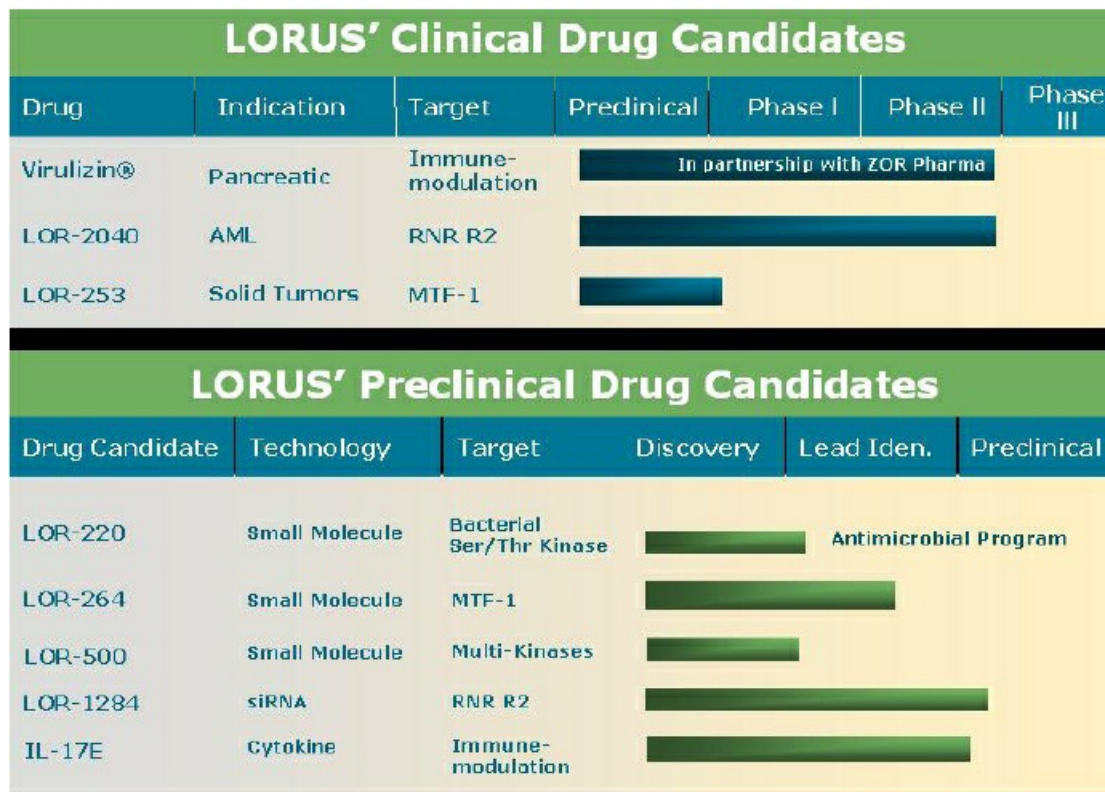 LORUS' Clinical Drug Candidates
Drug Indication Target Preclinical Phase I Phase II Phase III
Virulizin® Pancreatic Immune-modulation In partnership with ZOR Pharma
LOR-2040 AML RNR R2
LOR-253 Solid Tumors MTF-1
LORUS' Preclinical Drug Candidates
Drug Candidate Technology Target Discovery Lead Iden. Preclinical
LOR-220 Small Molecule Bacterial Ser/Thr Kinase Antimicrobial Program
LOR-264 Small Molecule MTF-1
LOR-500 Small Molecule Multi-Kinases
LOR-1284 siRNA RNR R2
IL-17E Cytokine Immune-modulation